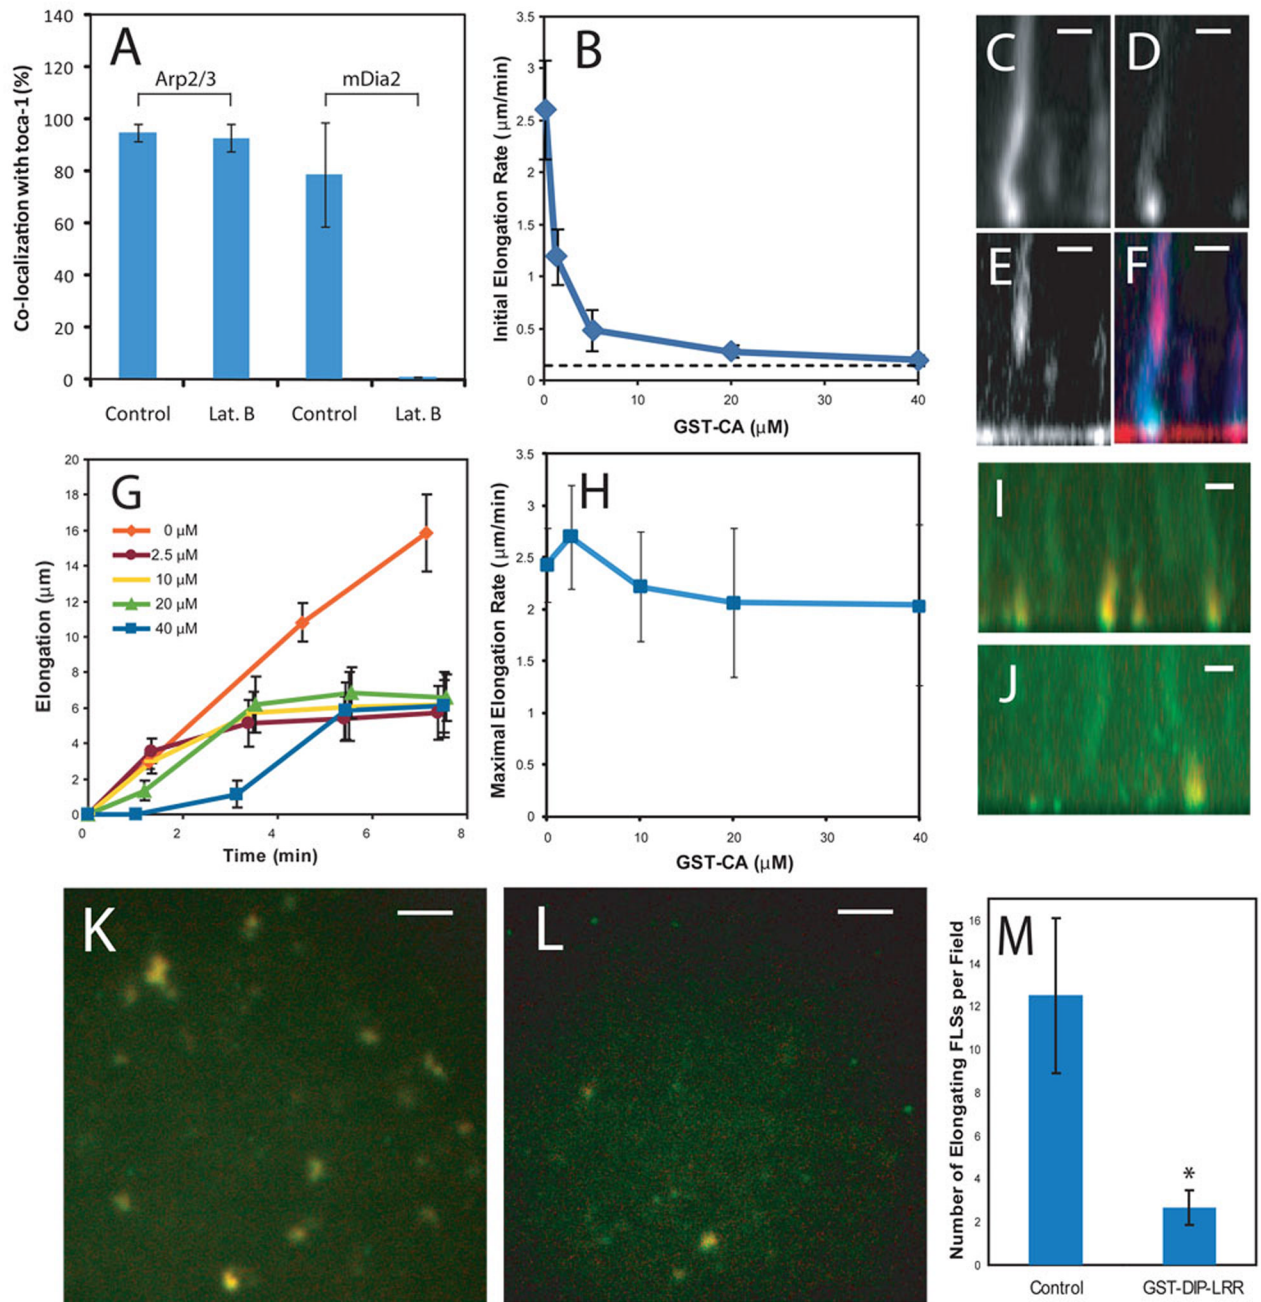 A
Co-localization with toca-1 (%)
140
120
100
80
60
40
20
0
Arp2/3
mDia2
Control
Lat. B
Control
Lat. B
B
Initial Elongation Rate (μm/min)
3.5
3
2.5
2
1.5
1
0.5
0
0 10 20 30 40
GST-CA (μM)
C
D
E
F
G
Elongation (μm)
20
18
16
14
12
10
8
6
4
2
0
0 μM
2.5 μM
10 μM
20 μM
40 μM
0 2 4 6 8
Time (min)
H
Maximal Elongation Rate (μm/min)
3.5
3
2.5
2
1.5
1
0.5
0
0 10 20 30 40
GST-CA (μM)
I
J
K
L
M
Number of Elongating FLSs per Field
16
14
12
10
8
6
4
2
0
*
Control
GST-DIP-LRR